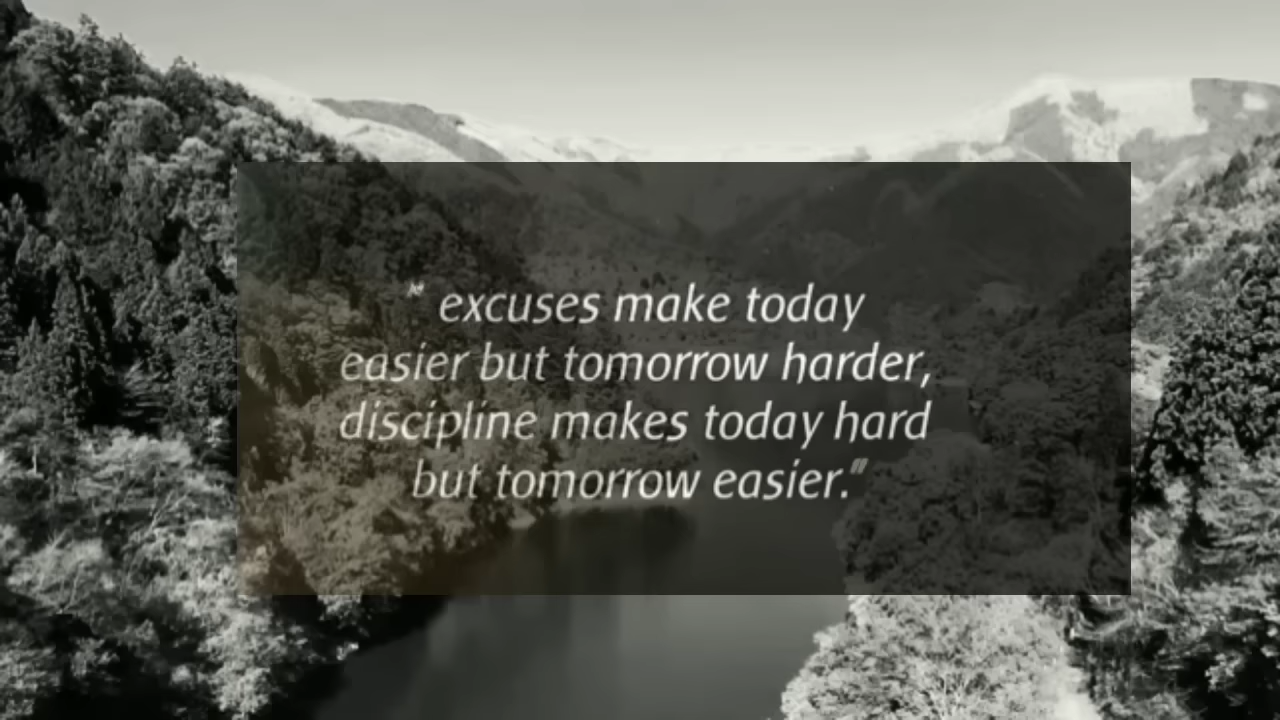 " excuses make today
easier but tomorrow harder,
discipline makes today hard
but tomorrow easier."